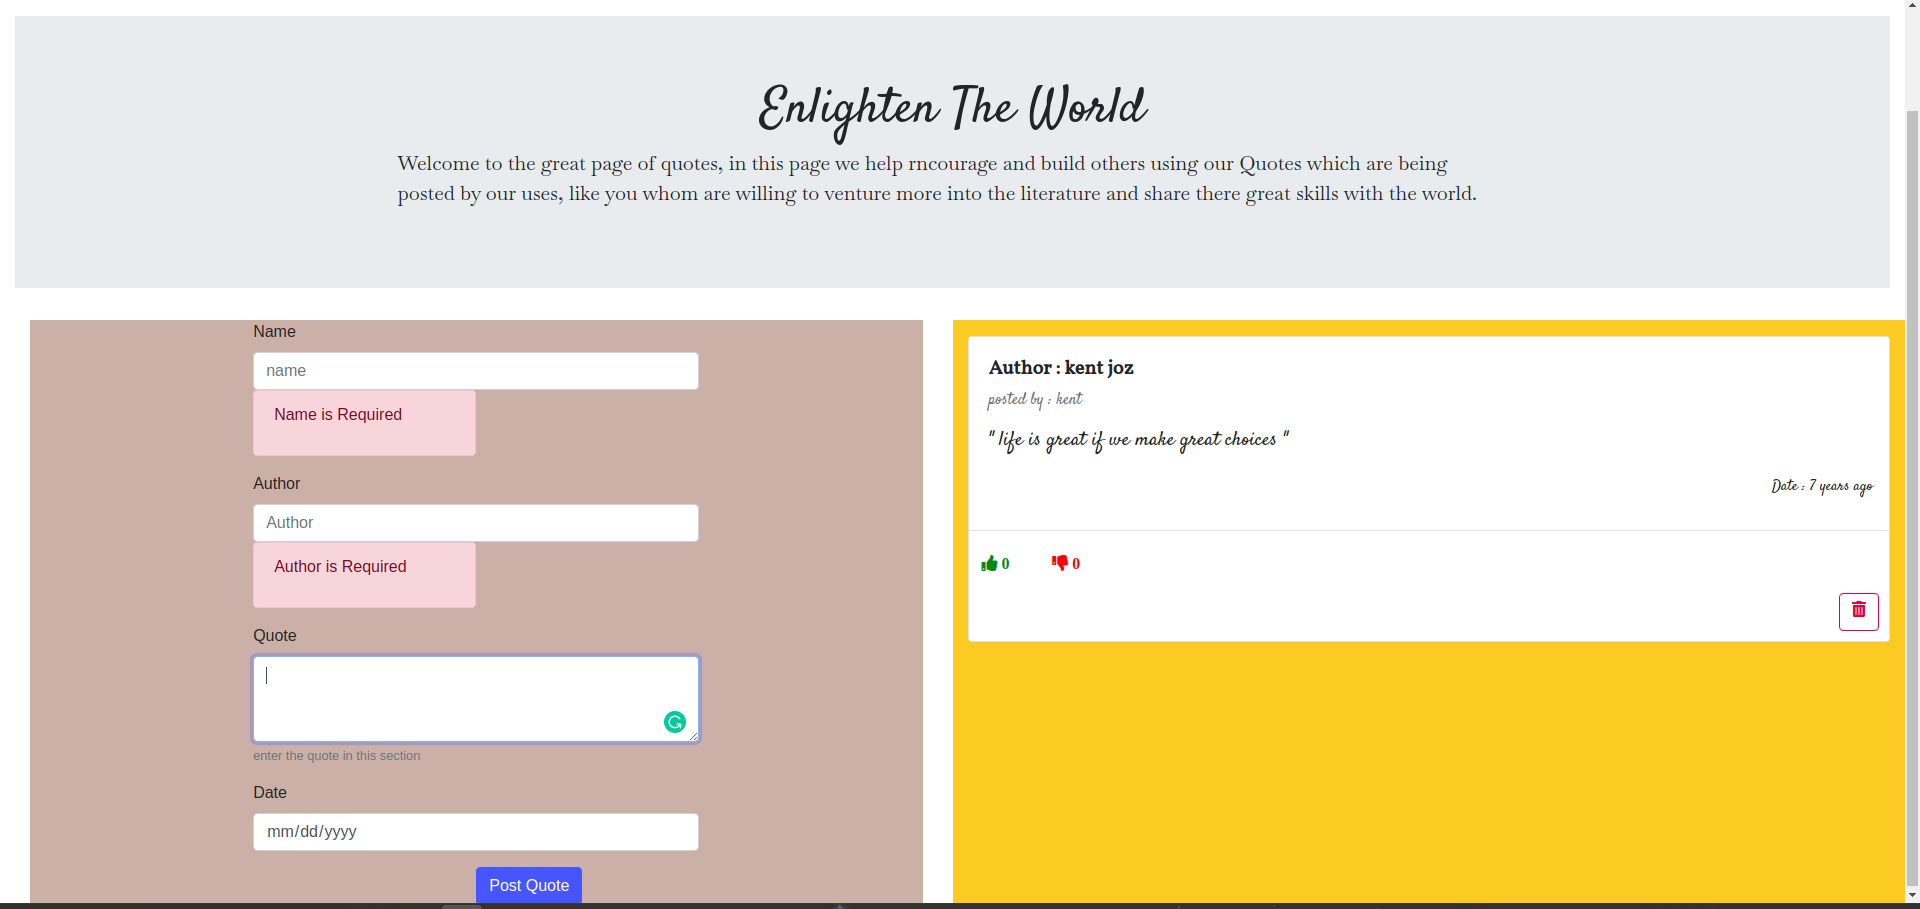 Enlighten The World
Welcome to the great page of quotes, in this page we help rncourage and build others using our Quotes which are being
posted by our uses, like you whom are willing to venture more into the literature and share there great skills with the world.
Name
name
Name is Required
Author
Author
Author is Required
Quote
enter the quote in this section
Date
mm/dd/yyyy
Post Quote
Author : kent joz
posted by : kent
" life is great if we make great choices "
Date : 7 years ago
0 0